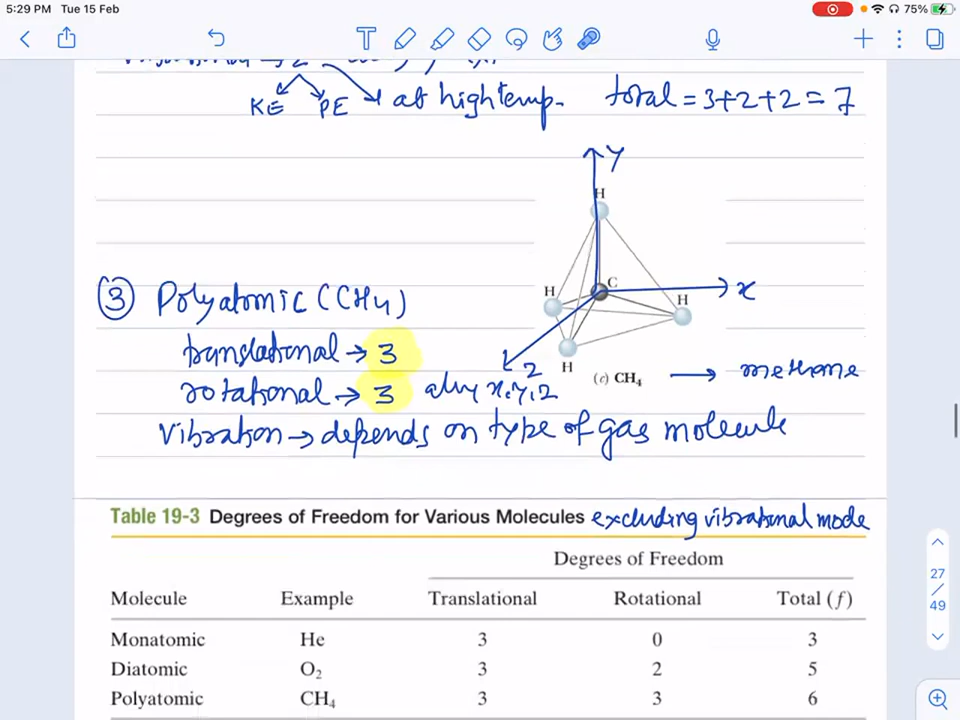 5:29 PM Tue 15 Feb
75%
KE PE at high temp. total = 3+2+2 = 7
Y
H
C
x
H
H
z
H
(c) CH₄ → methane
③ Polyatomic (CH₄)
translational → 3
rotational → 3 along x, y, z
Vibration → depends on type of gas molecule
Table 19-3 Degrees of Freedom for Various Molecules excluding vibrational mode
Degrees of Freedom
Molecule Example Translational Rotational Total (f)
Monatomic He 3 0 3
Diatomic O₂ 3 2 5
Polyatomic CH₄ 3 3 6
27
/
49